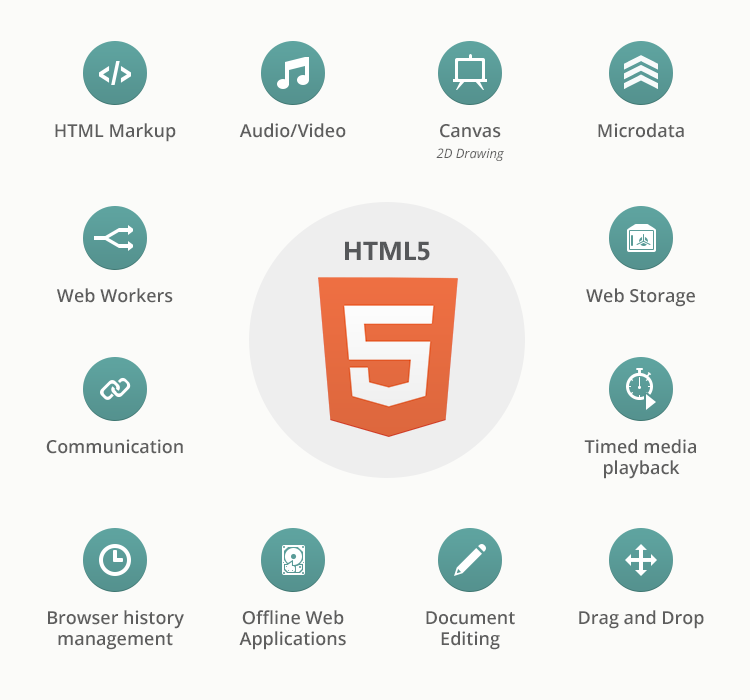 HTML Markup
Audio/Video
Canvas
2D Drawing
Microdata
Web Workers
HTML5
5
Web Storage
Communication
Timed media
playback
Browser history
management
Offline Web
Applications
Document
Editing
Drag and Drop